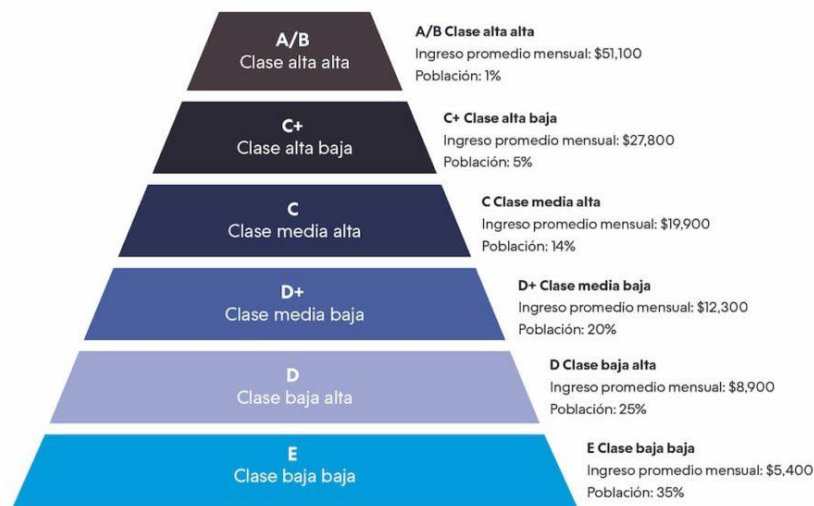 A/B
Clase alta alta
A/B Clase alta alta
Ingreso promedio mensual: $51,100
Población: 1%
C+
Clase alta baja
C+ Clase alta baja
Ingreso promedio mensual: $27,800
Población: 5%
C
Clase media alta
C Clase media alta
Ingreso promedio mensual: $19,900
Población: 14%
D+
Clase media baja
D+ Clase media baja
Ingreso promedio mensual: $12,300
Población: 20%
D
Clase baja alta
D Clase baja alta
Ingreso promedio mensual: $8,900
Población: 25%
E
Clase baja baja
E Clase baja baja
Ingreso promedio mensual: $5,400
Población: 35%